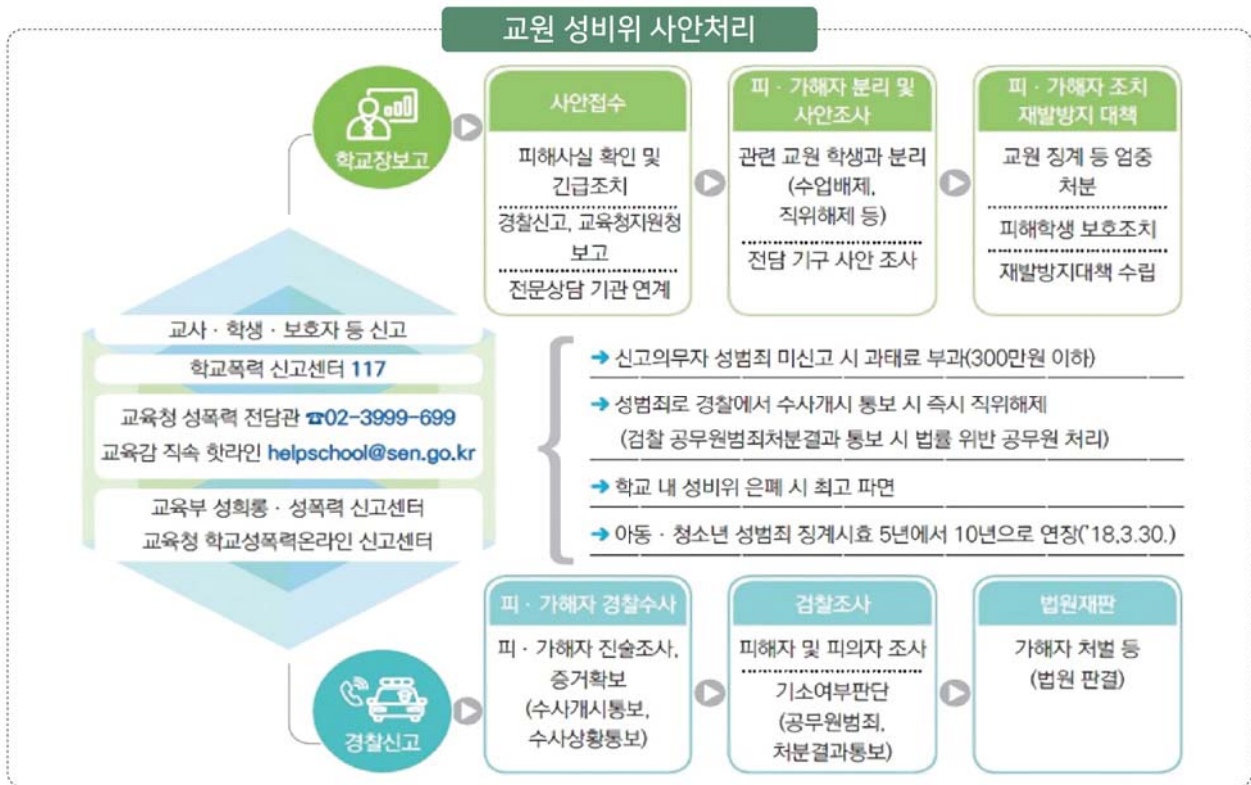 교원 성비위 사안처리
학교장보고
사안접수
피해사실 확인 및
긴급조치
경찰신고, 교육청지원청
보고
전문상담 기관 연계
피 · 가해자 분리 및
사안조사
관련 교원 학생과 분리
(수업배제,
직위해제 등)
전담 기구 사안 조사
피 · 가해자 조치
재발방지 대책
교원 징계 등 엄중
처분
피해학생 보호조치
재발방지대책 수립
교사 · 학생 · 보호자 등 신고
학교폭력 신고센터 117
교육청 성폭력 전담관 ☎02-3999-699
교육감 직속 핫라인 helpschool@sen.go.kr
교육부 성희롱 · 성폭력 신고센터
교육청 학교성폭력온라인 신고센터
➔ 신고의무자 성범죄 미신고 시 과태료 부과(300만원 이하)
➔ 성범죄로 경찰에서 수사개시 통보 시 즉시 직위해제
(검찰 공무원범죄처분결과 통보 시 법률 위반 공무원 처리)
➔ 학교 내 성비위 은폐 시 최고 파면
➔ 아동 · 청소년 성범죄 징계시효 5년에서 10년으로 연장('18.3.30.)
경찰신고
피 · 가해자 경찰수사
피 · 가해자 진술조사,
증거확보
(수사개시통보,
수사상황통보)
검찰조사
피해자 및 피의자 조사
기소여부판단
(공무원범죄,
처분결과통보)
법원재판
가해자 처벌 등
(법원 판결)